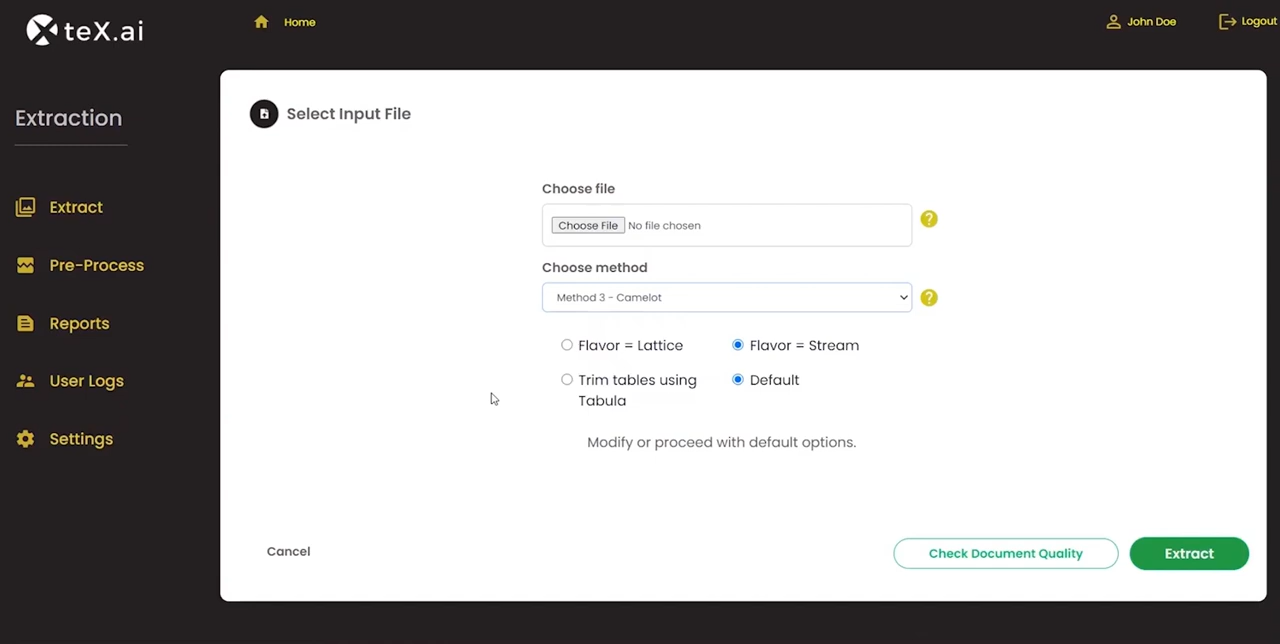 teX.ai
Home
John Doe
Logout
Extraction
Extract
Pre-Process
Reports
User Logs
Settings
Select Input File
Choose file
Choose File No file chosen
?
Choose method
Method 3 - Camelot
?
Flavor = Lattice
Flavor = Stream
Trim tables using
Tabula
Default
Modify or proceed with default options.
Cancel
Check Document Quality
Extract